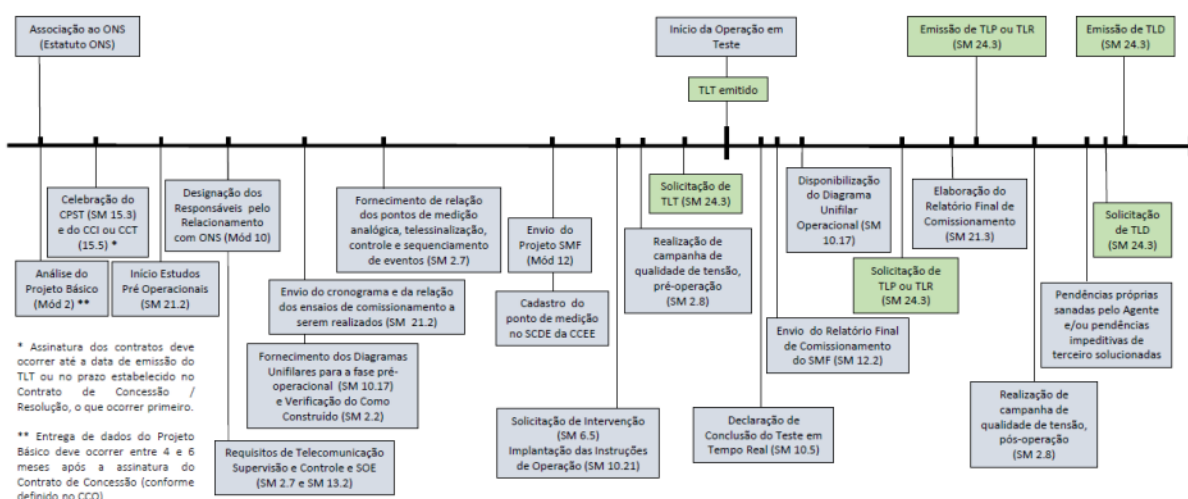 Associação ao ONS
(Estatuto ONS)
Início da Operação em
Teste
TLT emitido
Emissão de TLP ou TLR
(SM 24.3)
Emissão de TLD
(SM 24.3)
Celebração do
CPST (SM 15.3)
e do CCI ou CCT
(15.5) *
Análise do
Projeto Básico
(Mód 2) **
Início Estudos
Pré Operacionais
(SM 21.2)
Designação dos
Responsáveis pelo
Relacionamento
com ONS (Mód 10)
Requisitos de Telecomunicação
Supervisão e Controle e SOE
(SM 2.7 e SM 13.2)
Envio do cronograma e da relação
dos ensaios de comissionamento a
serem realizados (SM 21.2)
Fornecimento dos Diagramas
Unifilares para a fase pré-
operacional (SM 10.17)
e Verificação do Como
Construído (SM 2.2)
Fornecimento de relação
dos pontos de medição
analógica, telessinalização,
controle e sequenciamento
de eventos (SM 2.7)
Envio do
Projeto SMF
(Mód 12)
Cadastro do
ponto de medição
no SCDE da CCEE
Solicitação de Intervenção
(SM 6.5)
Implantação das Instruções
de Operação (SM 10.21)
Realização de
campanha de
qualidade de tensão,
pré-operação
(SM 2.8)
Solicitação de
TLT (SM 24.3)
Declaração de
Conclusão do Teste em
Tempo Real (SM 10.5)
Envio do Relatório Final
de Comissionamento
do SMF (SM 12.2)
Disponibilização
do Diagrama
Unifilar
Operacional (SM
10.17)
Solicitação de
TLP ou TLR
(SM 24.3)
Elaboração do
Relatório Final de
Comissionamento
(SM 21.3)
Realização de
campanha de
qualidade de tensão,
pós-operação
(SM 2.8)
Pendências próprias
sanadas pelo Agente
e/ou pendências
impeditivas de
terceiro solucionadas
Solicitação
de TLD
(SM 24.3)
* Assinatura dos contratos deve
ocorrer até a data de emissão do
TLT ou no prazo estabelecido no
Contrato de Concessão /
Resolução, o que ocorrer primeiro.
** Entrega de dados do Projeto
Básico deve ocorrer entre 4 e 6
meses após a assinatura do
Contrato de Concessão (conforme
definido no CCO)